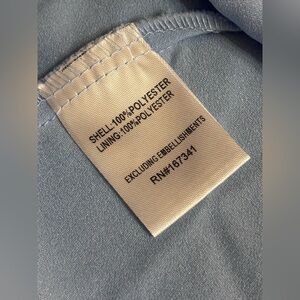 SHELL:100%POLYESTER
LINING:100%POLYESTER
EXCLUDING EMBELLISHMENTS
RN#167341